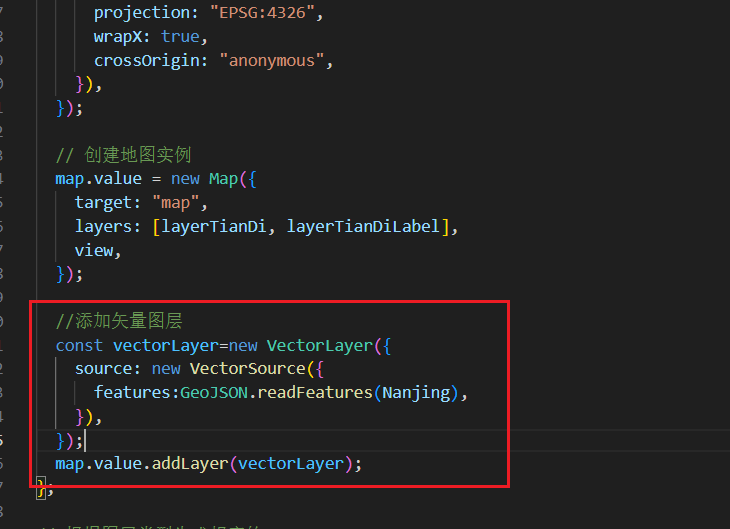 projection: "EPSG:4326",
wrapX: true,
crossOrigin: "anonymous",
}),
});
// 创建地图实例
map.value = new Map({
target: "map",
layers: [layerTianDi, layerTianDiLabel],
view,
});
//添加矢量图层
const vectorLayer=new VectorLayer({
source: new VectorSource({
features:GeoJSON.readFeatures(Nanjing),
}),
});
map.value.addLayer(vectorLayer);
};